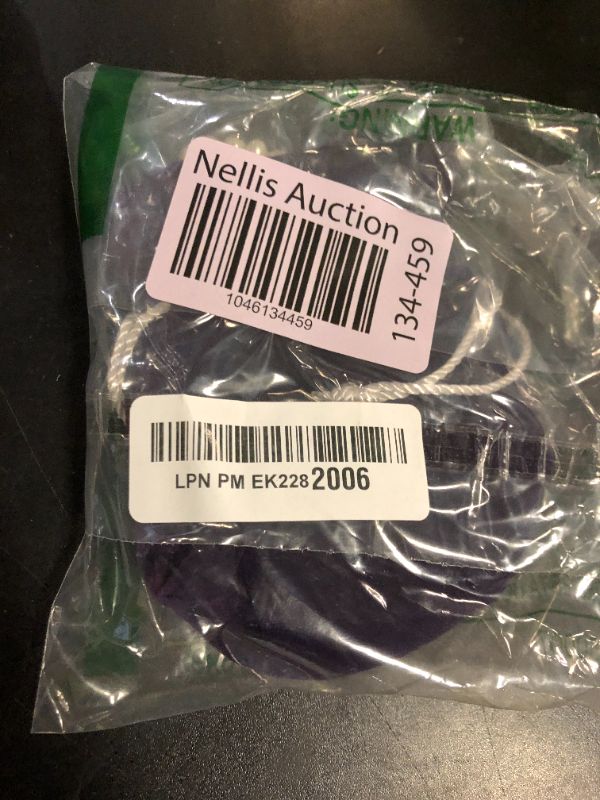 WARNING:
Nellis Auction
1046134459
134-459
LPN PM EK228 2006